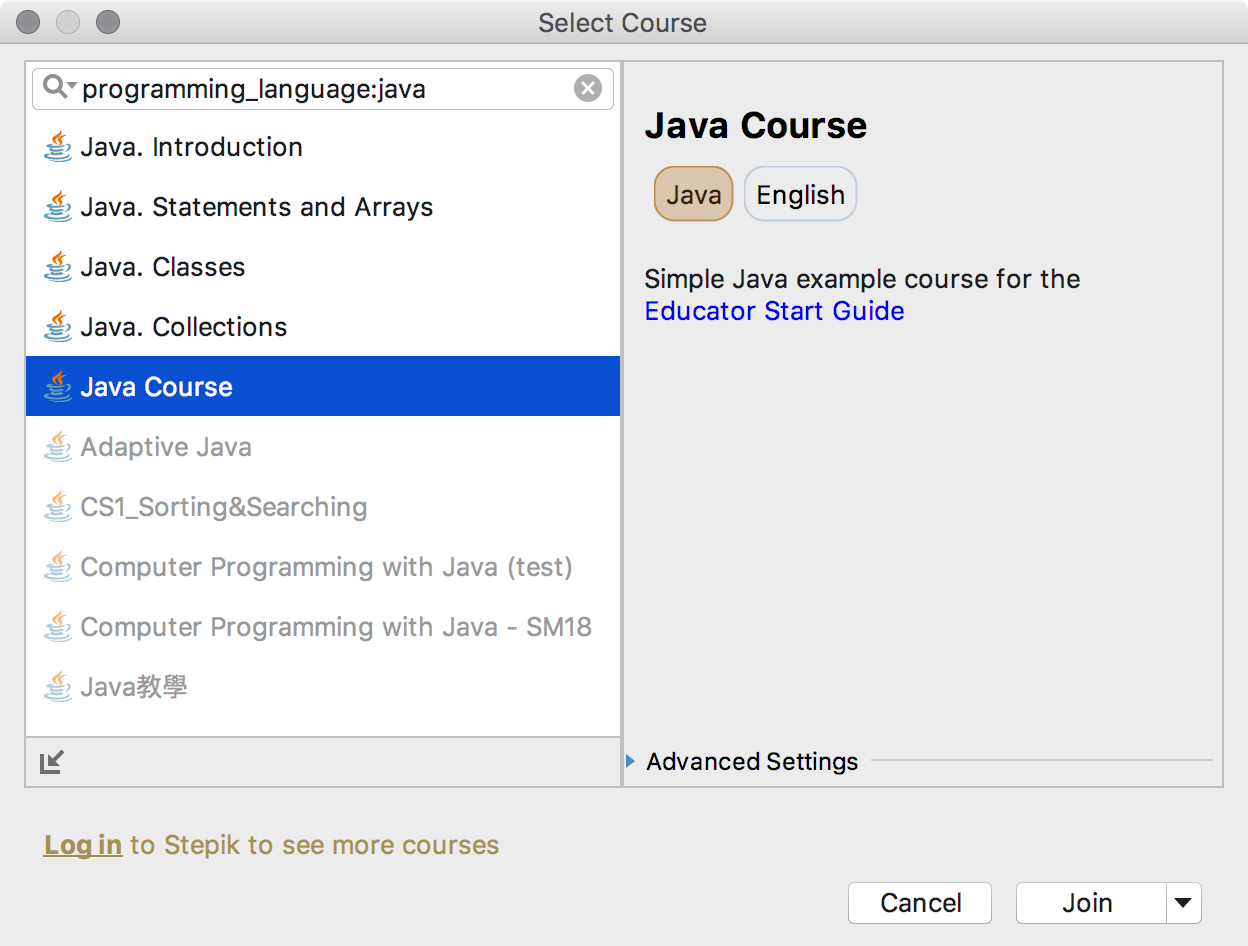 Select Course
programming_language:java
Java. Introduction
Java. Statements and Arrays
Java. Classes
Java. Collections
Java Course
Adaptive Java
CS1_Sorting&Searching
Computer Programming with Java (test)
Computer Programming with Java - SM18
Java教學
Java Course
Java English
Simple Java example course for the
Educator Start Guide
Advanced Settings
Log in to Stepik to see more courses
Cancel Join